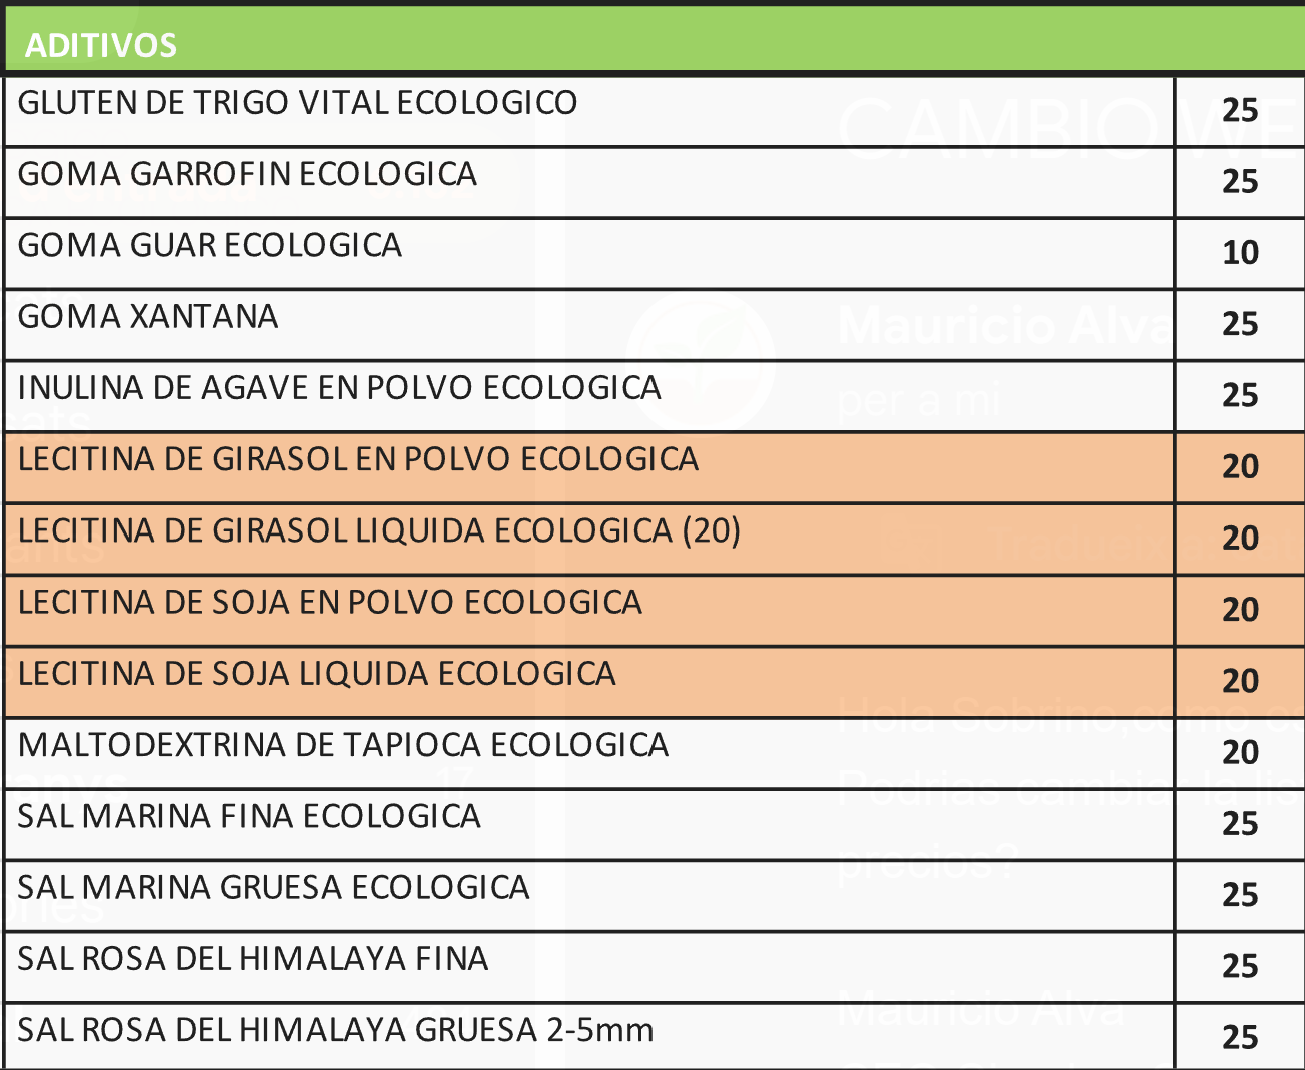 ADITIVOS
GLUTEN DE TRIGO VITAL ECOLOGICO 25
GOMA GARROFIN ECOLOGICA 25
GOMA GUAR ECOLOGICA 10
GOMA XANTANA 25
INULINA DE AGAVE EN POLVO ECOLOGICA 25
LECITINA DE GIRASOL EN POLVO ECOLOGICA 20
LECITINA DE GIRASOL LIQUIDA ECOLOGICA (20) 20
LECITINA DE SOJA EN POLVO ECOLOGICA 20
LECITINA DE SOJA LIQUIDA ECOLOGICA 20
MALTODEXTRINA DE TAPIOCA ECOLOGICA 20
SAL MARINA FINA ECOLOGICA 25
SAL MARINA GRUESA ECOLOGICA 25
SAL ROSA DEL HIMALAYA FINA 25
SAL ROSA DEL HIMALAYA GRUESA 2-5mm 25
CAMBIO WE
Mauricio Alva
per a mi
Hola Sobrino,como
Podrias cambiar la lis
precios?
Mauricio Alva